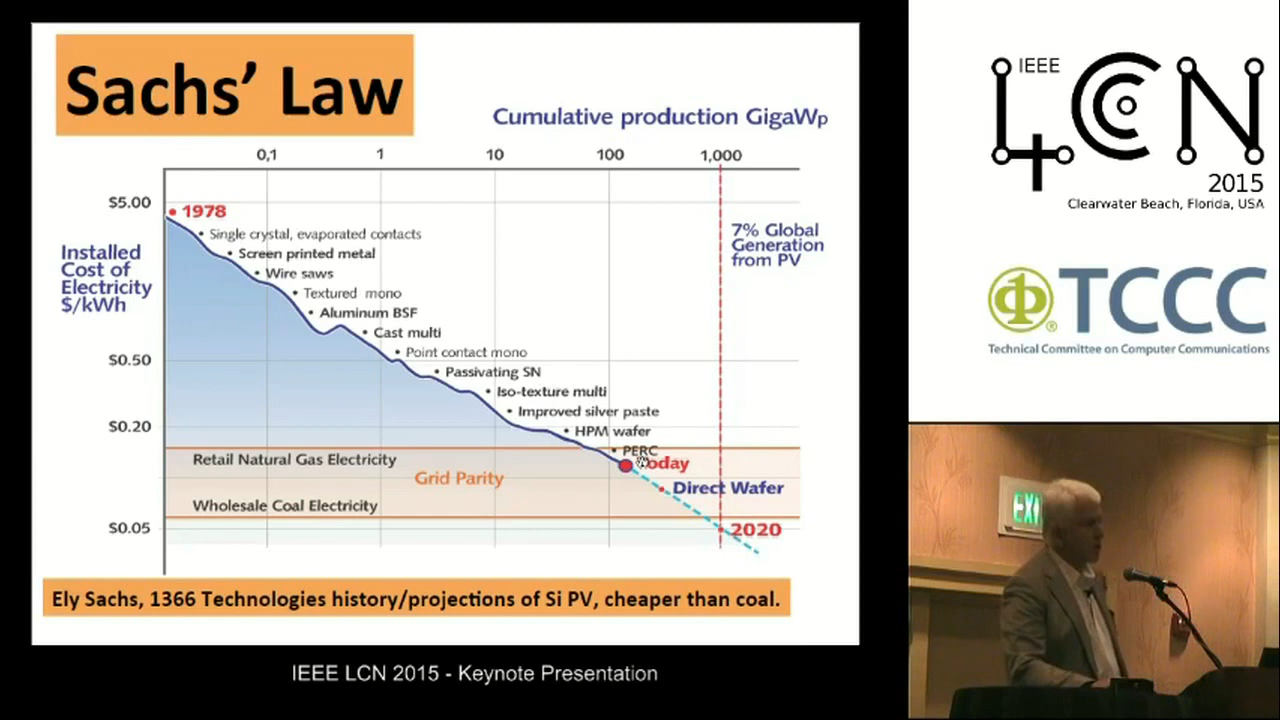 Sachs’ Law
Cumulative production GigaWp
0,1 1 10 100 1,000
$5.00
$0.50
$0.20
$0.05
Installed
Cost of
Electricity
$/kWh
1978
Single crystal, evaporated contacts
Screen printed metal
Wire saws
Textured mono
Aluminum BSF
Cast multi
Point contact mono
Passivating SN
Iso-texture multi
Improved silver paste
HPM wafer
PERC
Today
Direct Wafer
2020
7% Global
Generation
from PV
Retail Natural Gas Electricity
Grid Parity
Wholesale Coal Electricity
Ely Sachs, 1366 Technologies history/projections of Si PV, cheaper than coal.
IEEE LCN 2015 - Keynote Presentation
IEEE
LCN
2015
Clearwater Beach, Florida, USA
TCCC
®
Technical Committee on Computer Communications
EXI